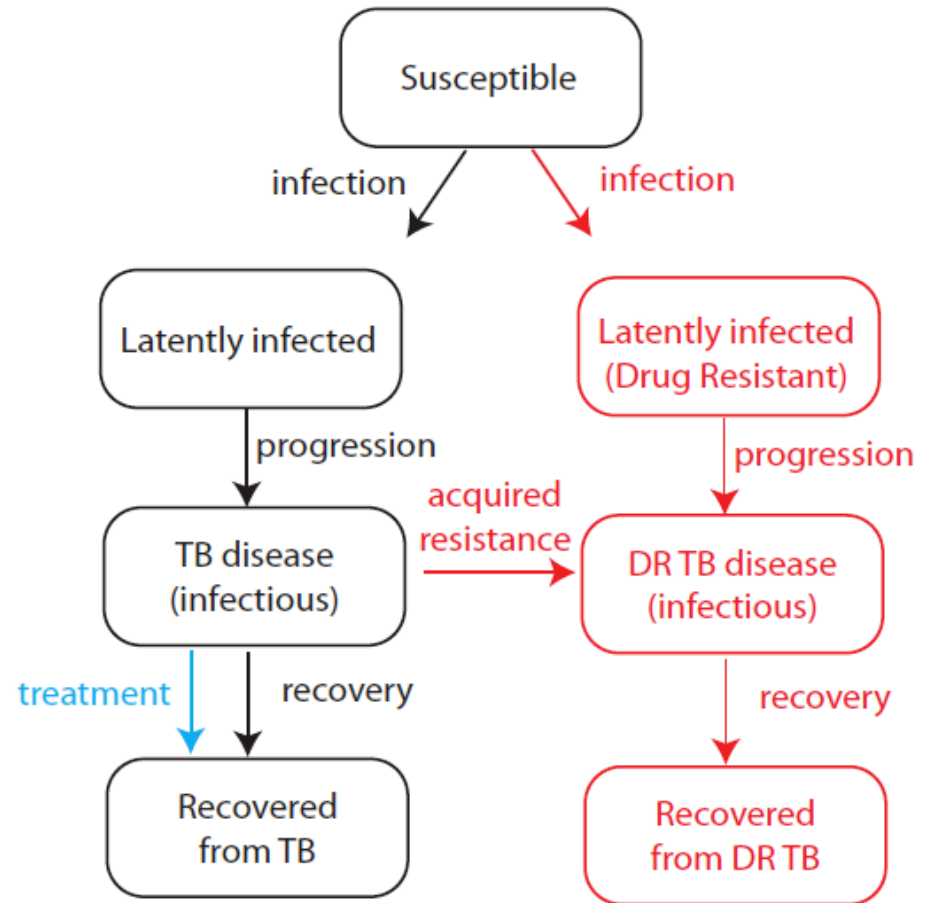 Susceptible
infection
infection
Latently infected
Latently infected
(Drug Resistant)
progression
progression
acquired
resistance
TB disease
(infectious)
DR TB disease
(infectious)
treatment
recovery
recovery
Recovered
from TB
Recovered
from DR TB